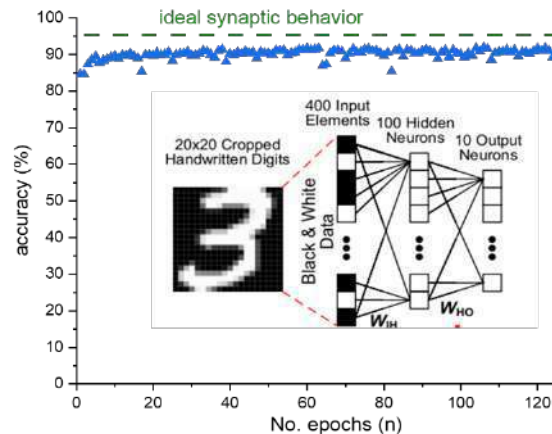 ideal synaptic behavior
100
90
80
70
60
50
40
30
20
10
0
accuracy (%)
400 Input
Elements
100 Hidden
Neurons
10 Output
Neurons
20x20 Cropped
Handwritten Digits
Black & White
Data
W_IH
W_HO
0
20
40
60
80
100
120
No. epochs (n)